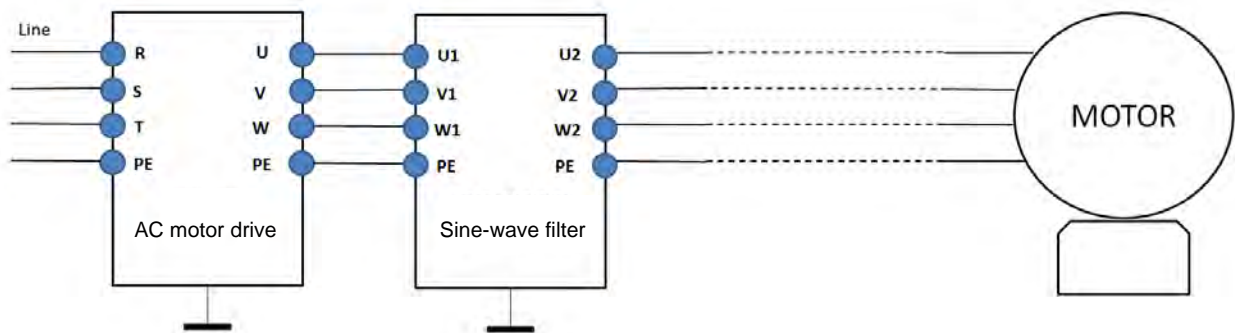 Line
R U U1 U2
S V V1 V2
T W W1 W2
PE PE PE PE
MOTOR
AC motor drive
Sine-wave filter